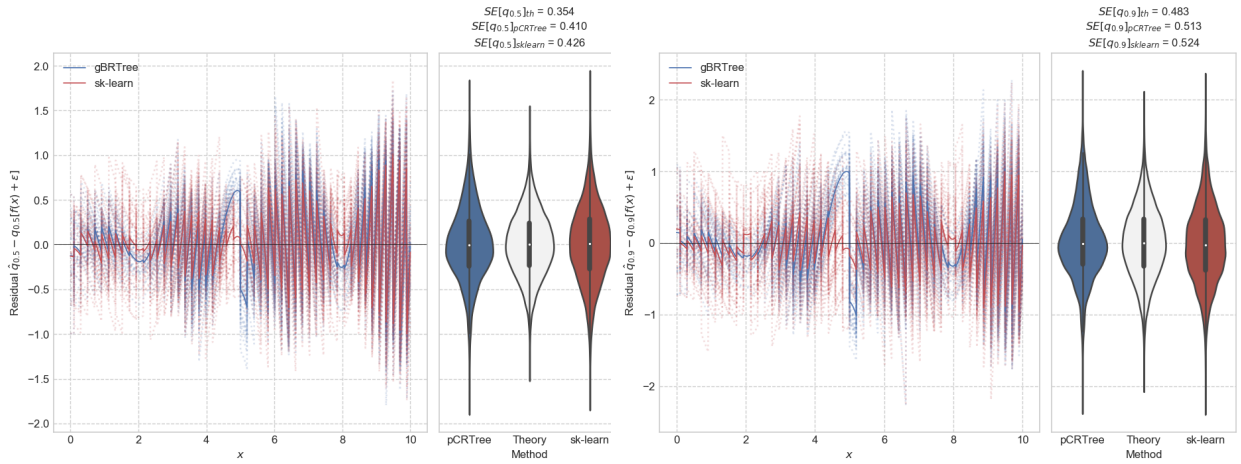 SE[q0.5]th = 0.354
SE[q0.5]pCRTree = 0.410
SE[q0.5]sklearn = 0.426
gBRTree
sk-learn
2.0
1.5
1.0
0.5
0.0
−0.5
−1.0
−1.5
−2.0
Residual q̂0.5 − q0.5[f(x) + ε]
0 2 4 6 8 10
x
pCRTree Theory sk-learn
Method
SE[q0.9]th = 0.483
SE[q0.9]pCRTree = 0.513
SE[q0.9]sklearn = 0.524
gBRTree
sk-learn
2
1
0
−1
−2
Residual q̂0.9 − q0.9[f(x) + ε]
0 2 4 6 8 10
x
pCRTree Theory sk-learn
Method